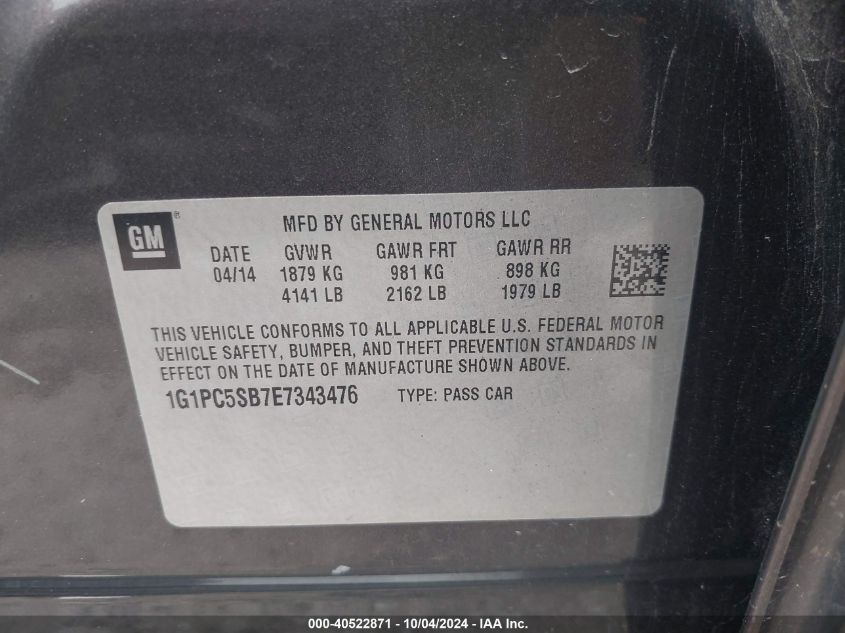 GM®
MFD BY GENERAL MOTORS LLC
DATE GVWR GAWR FRT GAWR RR
04/14 1879 KG 981 KG 898 KG
4141 LB 2162 LB 1979 LB
THIS VEHICLE CONFORMS TO ALL APPLICABLE U.S. FEDERAL MOTOR
VEHICLE SAFETY, BUMPER, AND THEFT PREVENTION STANDARDS IN
EFFECT ON THE DATE OF MANUFACTURE SHOWN ABOVE.
1G1PC5SB7E7343476 TYPE: PASS CAR
000-40522871 - 10/04/2024 - IAA Inc.